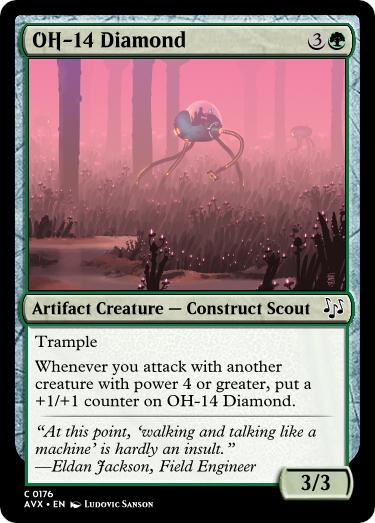 OH-14 Diamond 3
Artifact Creature — Construct Scout
Trample
Whenever you attack with another
creature with power 4 or greater, put a
+1/+1 counter on OH-14 Diamond.
“At this point, ‘walking and talking like a
machine’ is hardly an insult.”
—Eldan Jackson, Field Engineer
3/3
C 0176
AVX • EN Ludovic Sanson